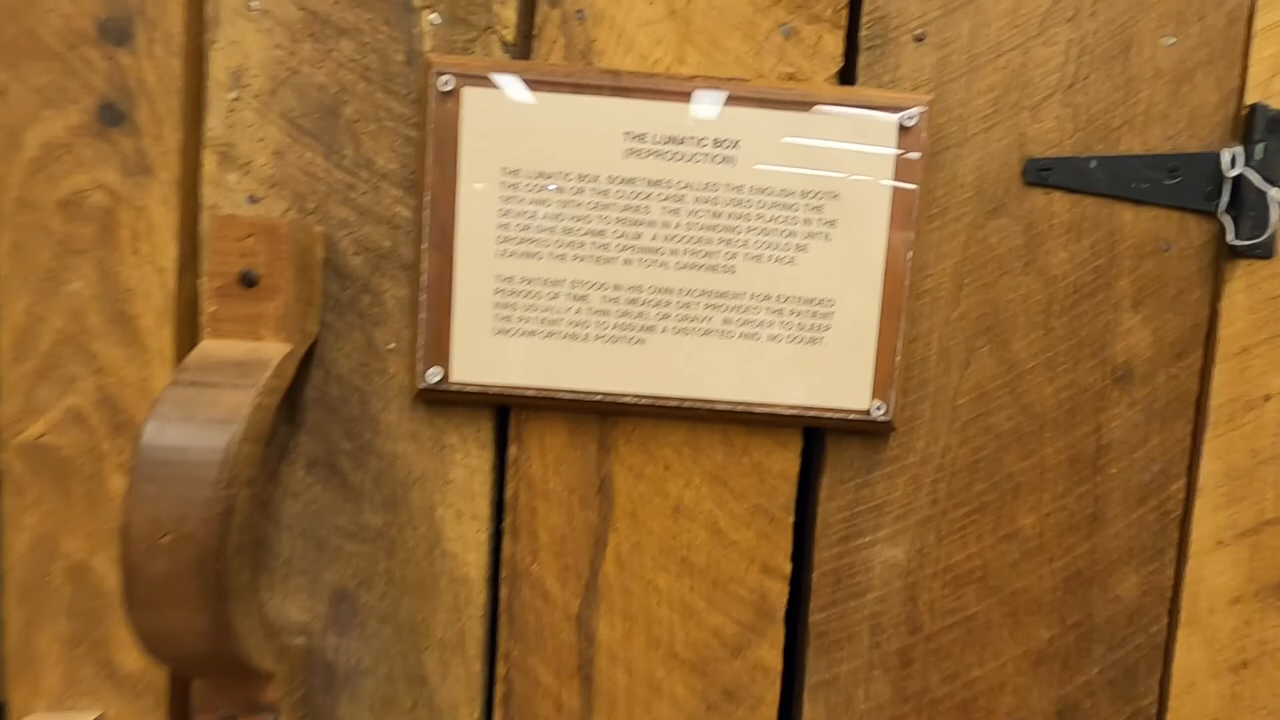 THE LUNATIC BOX
(REPRODUCTION)
THE LUNATIC BOX, SOMETIMES CALLED THE ENGLISH BOOTH,
THE COFFIN OR THE CLOCK CASE, WAS USED DURING THE
18TH AND 19TH CENTURIES. THE VICTIM WAS PLACED IN THE
DEVICE AND HAD TO REMAIN IN A STANDING POSITION UNTIL
HE OR SHE BECAME CALM. A WOODEN PIECE COULD BE
DROPPED OVER THE OPENING IN FRONT OF THE FACE,
LEAVING THE PATIENT IN TOTAL DARKNESS.
THE PATIENT STOOD IN HIS OWN EXCREMENT FOR EXTENDED
PERIODS OF TIME. THE MEAGER DIET PROVIDED THE PATIENT
WAS USUALLY A THIN GRUEL OR GRAVY. IN ORDER TO SLEEP
THE PATIENT HAD TO ASSUME A DISTORTED AND, NO DOUBT,
UNCOMFORTABLE POSITION.